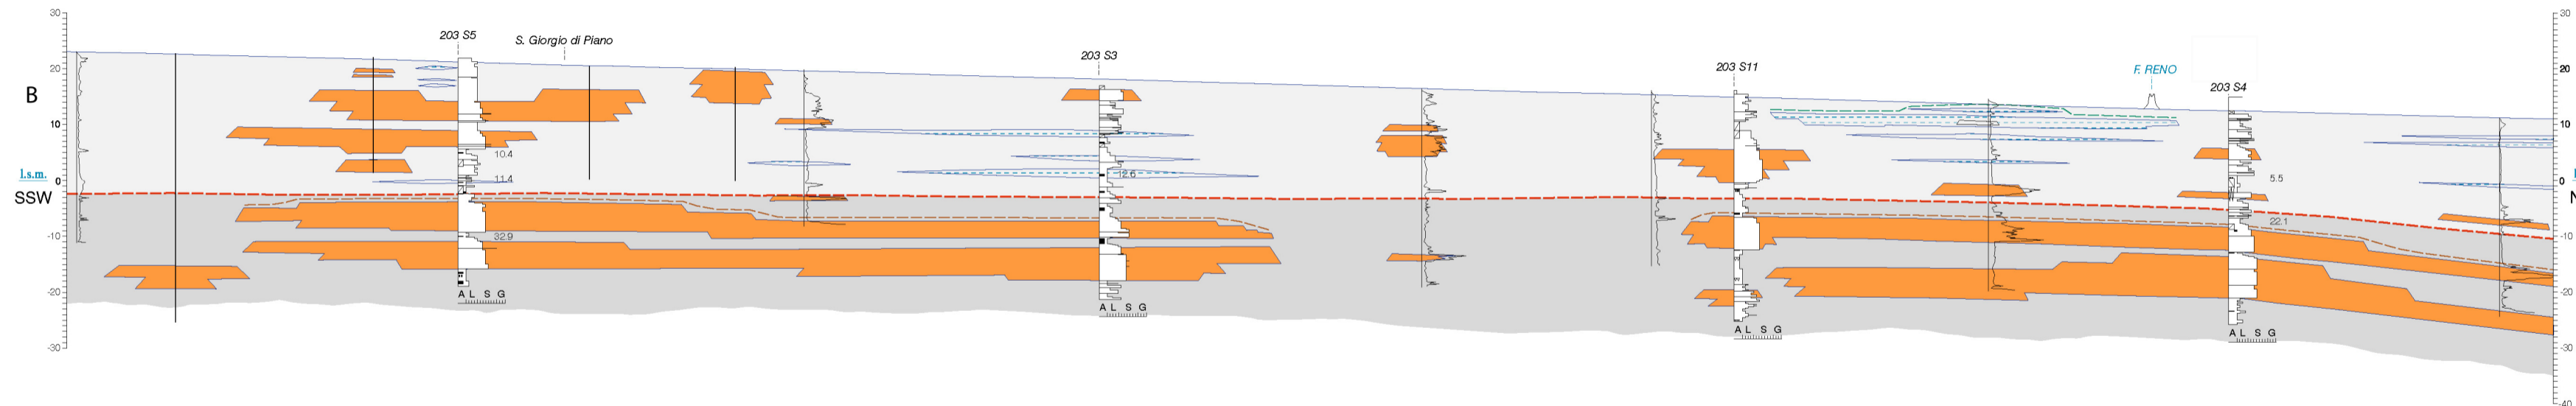 30
20
10
0
-10
-20
-30
B
l.s.m.
SSW
203 S5
S. Giorgio di Piano
203 S3
203 S11
F. RENO
203 S4
10.4
11.4
32.9
A L S G
12.6
A L S G
A L S G
5.5
22.1
A L S G
30
20
10
0
-10
-20
-30
-40
l
N